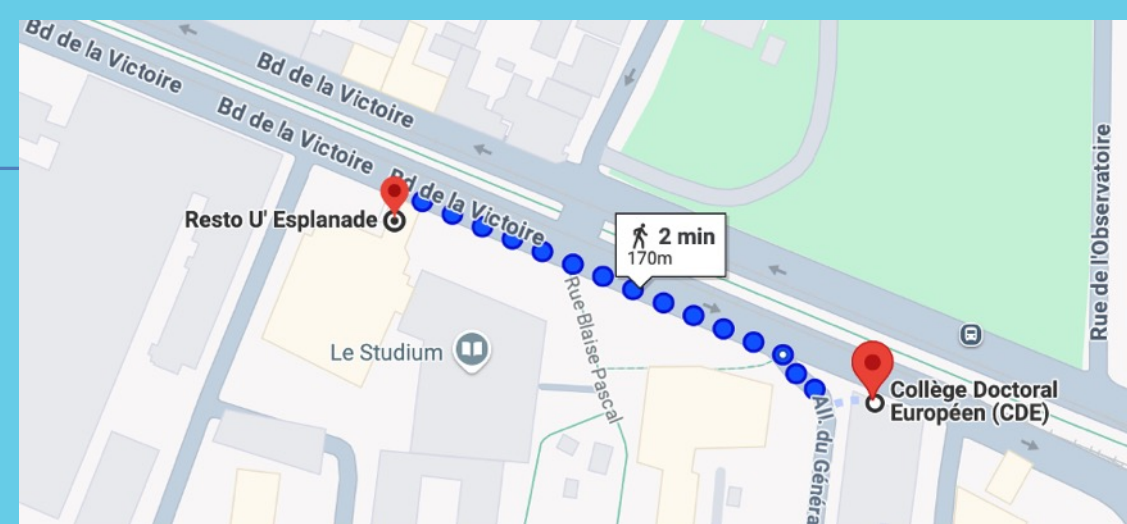 Bd de la Victoire
Bd de la Victoire
Bd de la Victoire
Bd de la Victoire
Resto U' Esplanade
2 min
170m
Rue de l'Observatoire
Rue Blaise-Pascal
Le Studium
Collège Doctoral
Européen (CDE)
All. du Généra